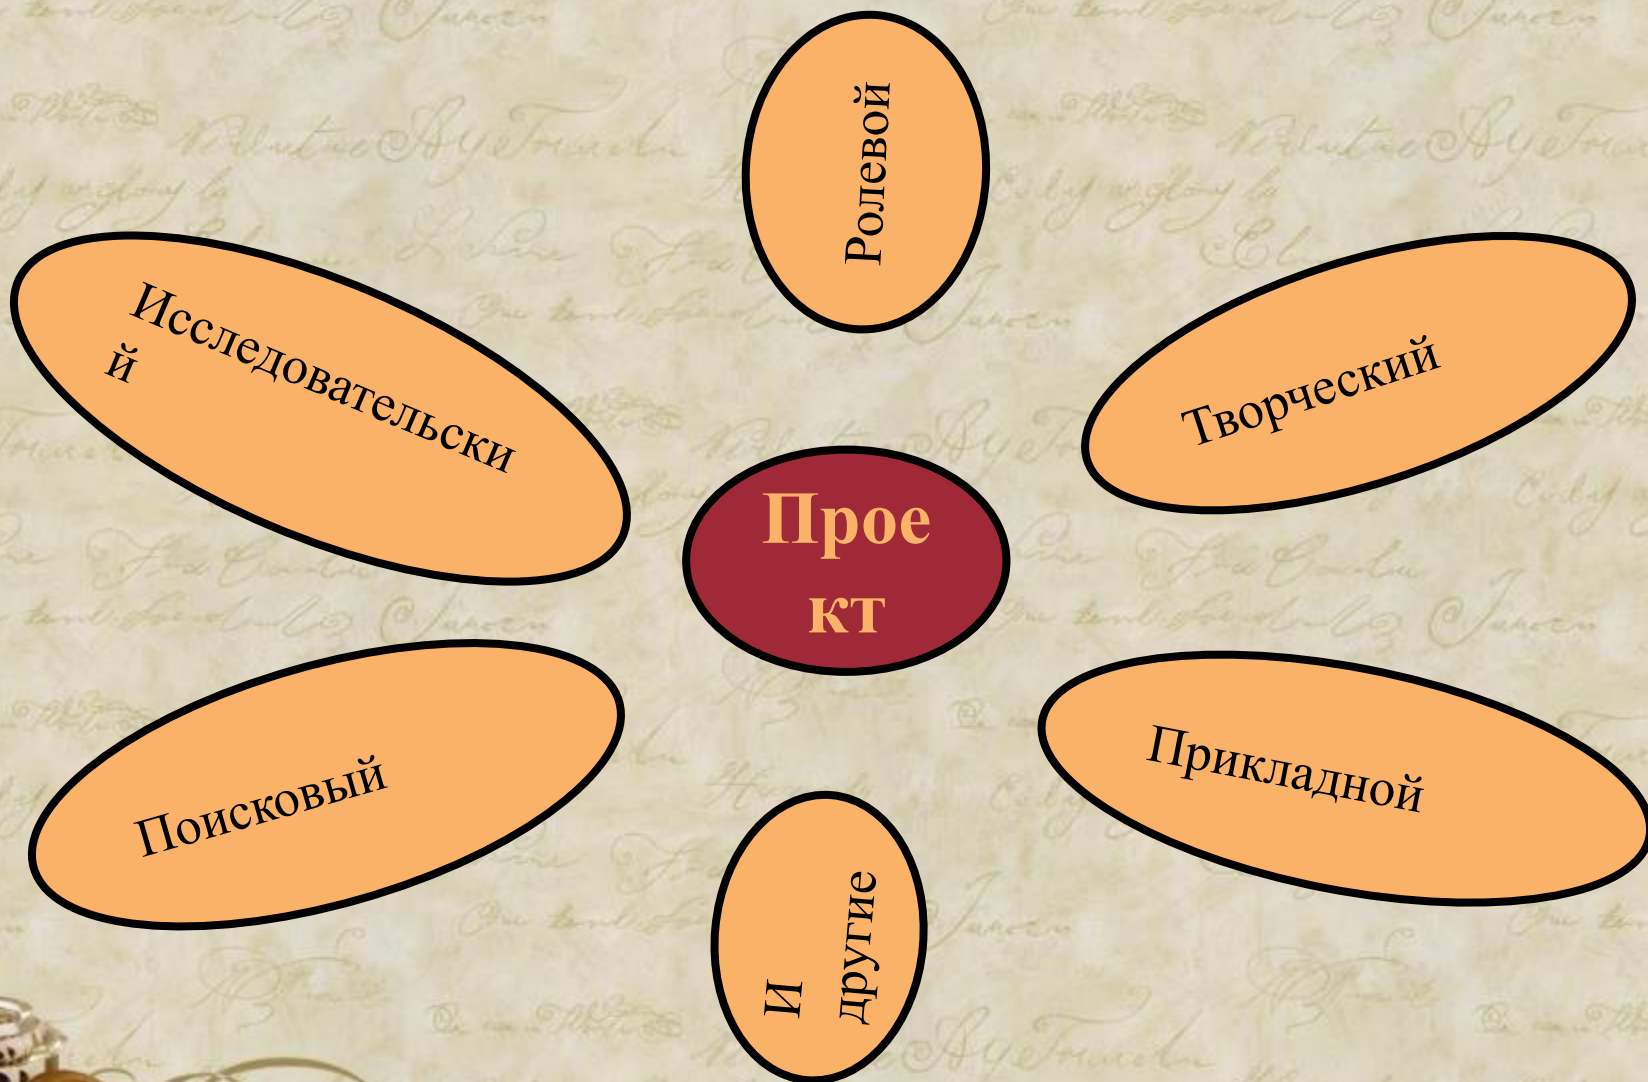 Ролевой
Исследовательски
й
Творческий
Прое
кт
Поисковый
Прикладной
И
другие